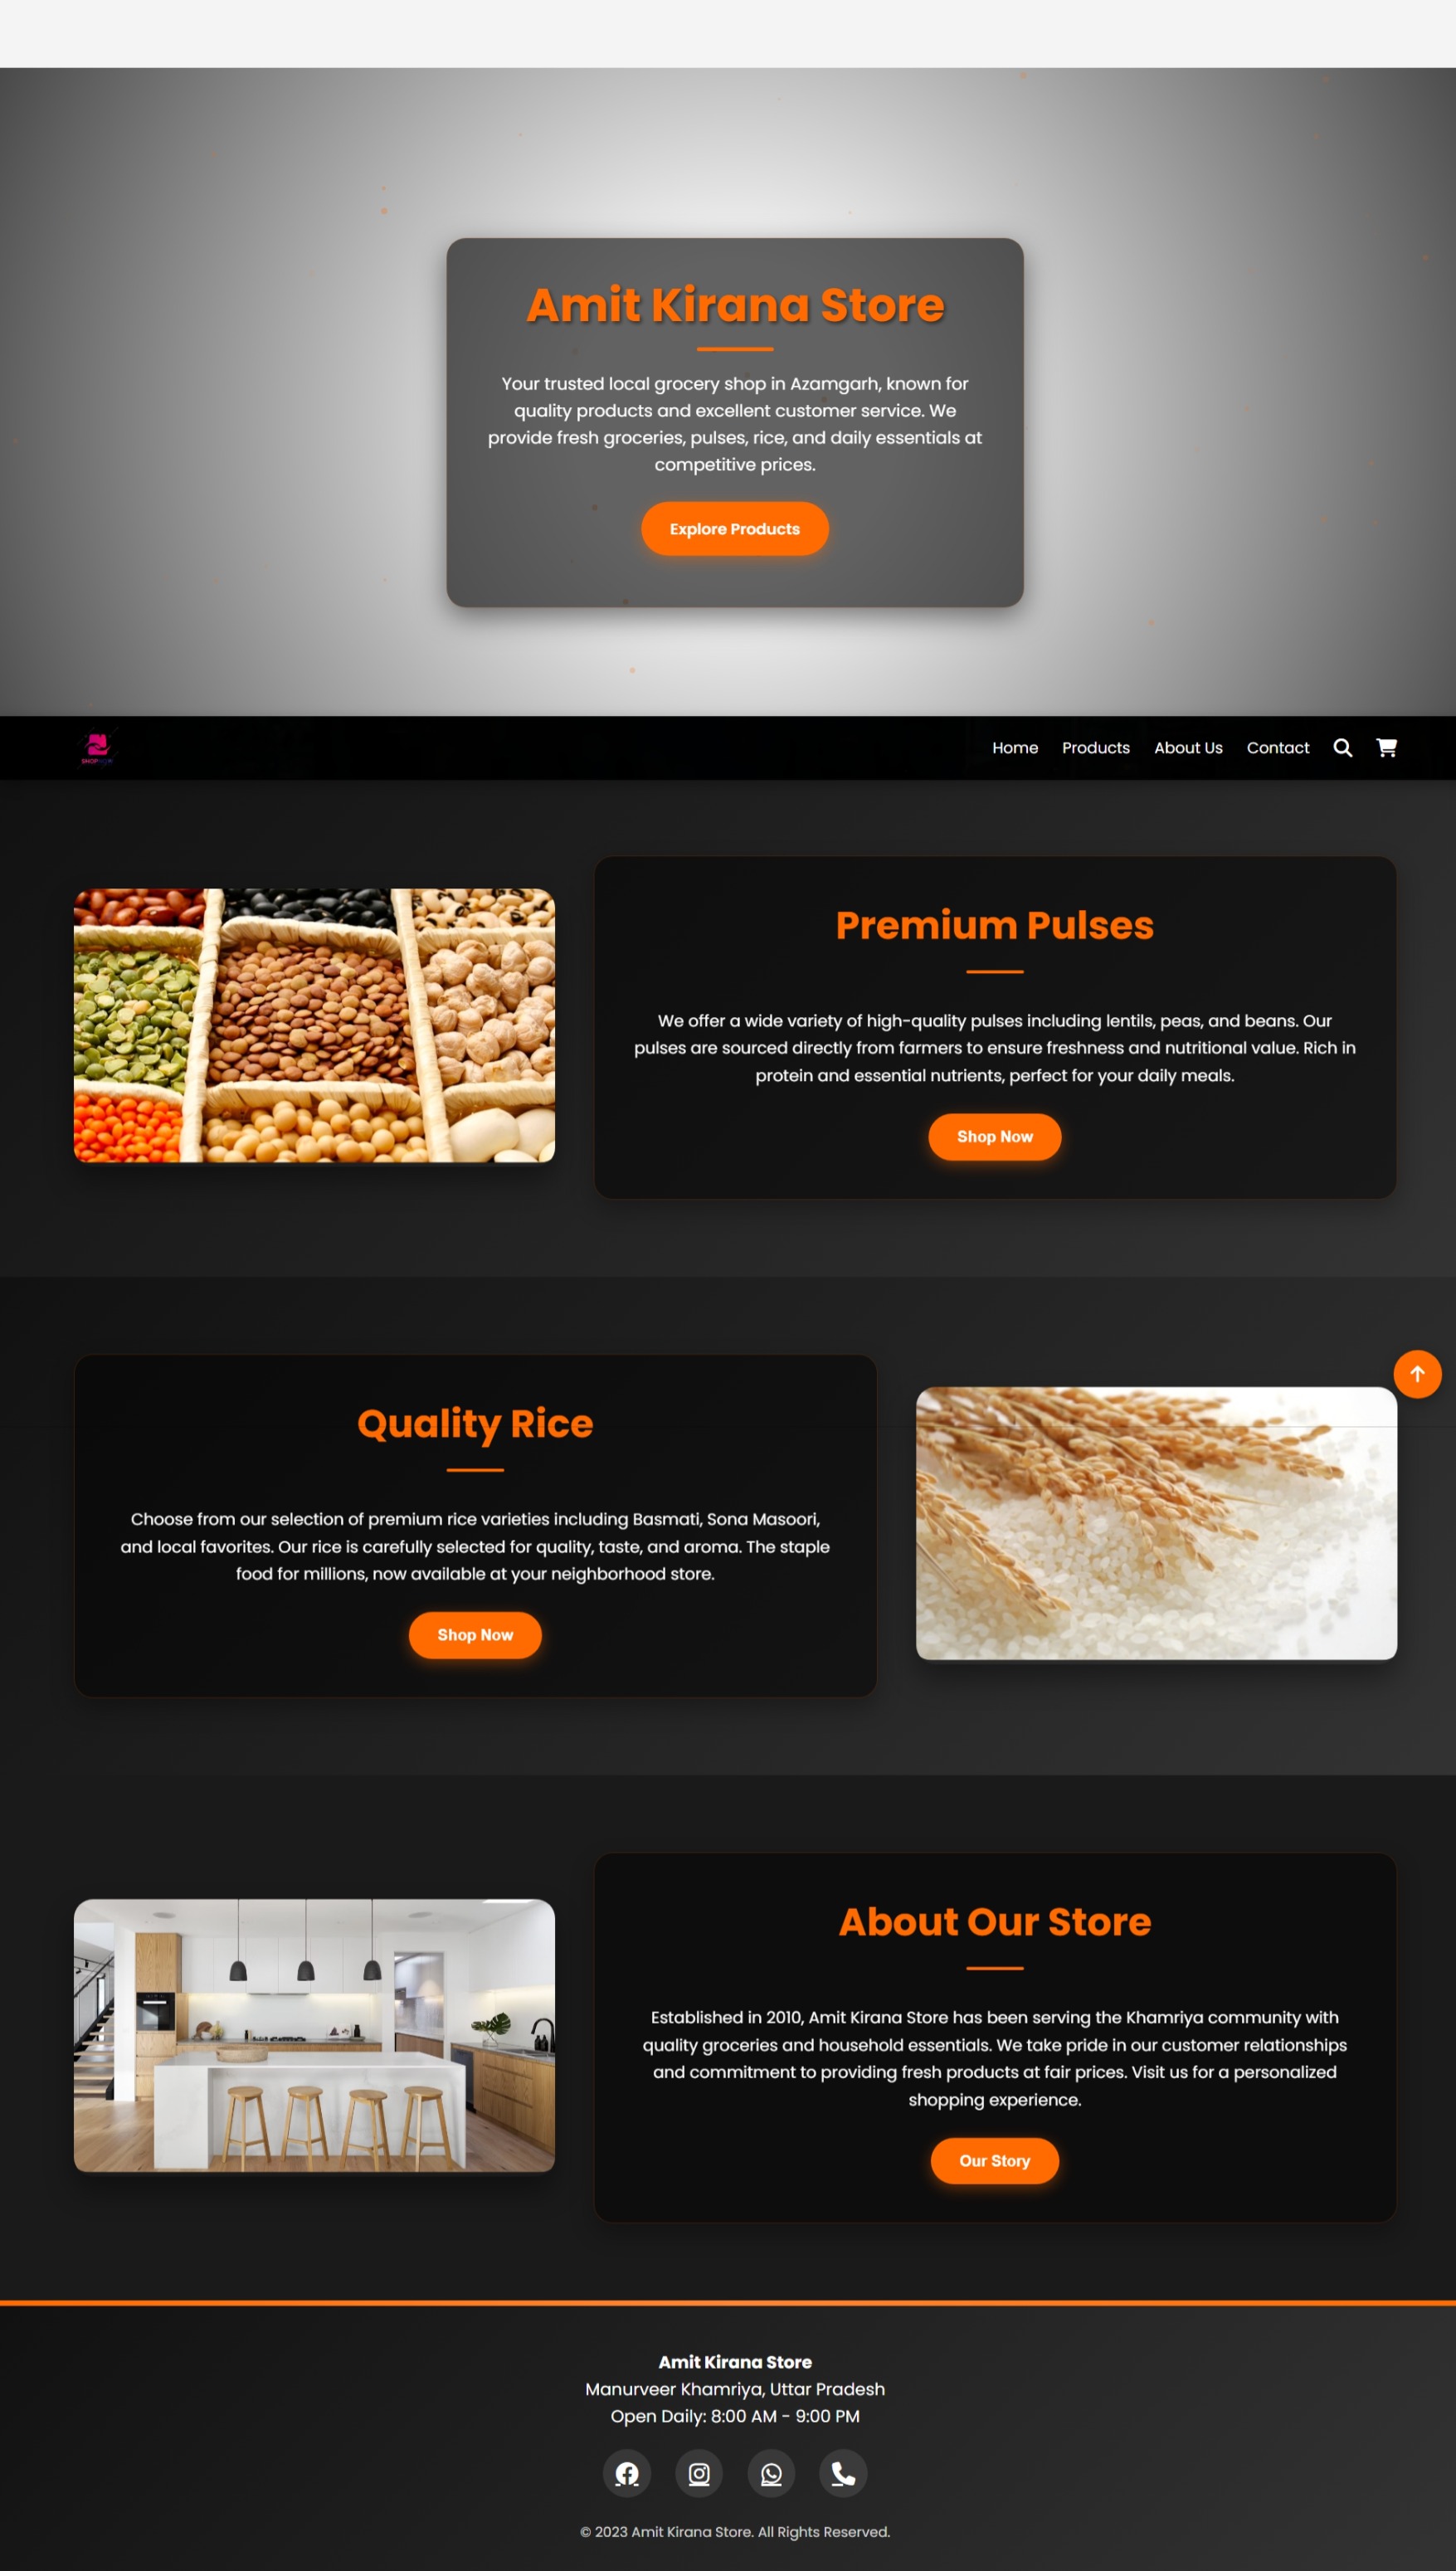 Amit Kirana Store
Your trusted local grocery shop in Azamgarh, known for
quality products and excellent customer service. We
provide fresh groceries, pulses, rice, and daily essentials at
competitive prices.
Explore Products
Home Products About Us Contact
Premium Pulses
We offer a wide variety of high-quality pulses including lentils, peas, and beans. Our
pulses are sourced directly from farmers to ensure freshness and nutritional value. Rich in
protein and essential nutrients, perfect for your daily meals.
Shop Now
Quality Rice
Choose from our selection of premium rice varieties including Basmati, Sona Masoori,
and local favorites. Our rice is carefully selected for quality, taste, and aroma. The staple
food for millions, now available at your neighborhood store.
Shop Now
About Our Store
Established in 2010, Amit Kirana Store has been serving the Khamriya community with
quality groceries and household essentials. We take pride in our customer relationships
and commitment to providing fresh products at fair prices. Visit us for a personalized
shopping experience.
Our Story
Amit Kirana Store
Manurveer Khamriya, Uttar Pradesh
Open Daily: 8:00 AM - 9:00 PM
© 2023 Amit Kirana Store. All Rights Reserved.